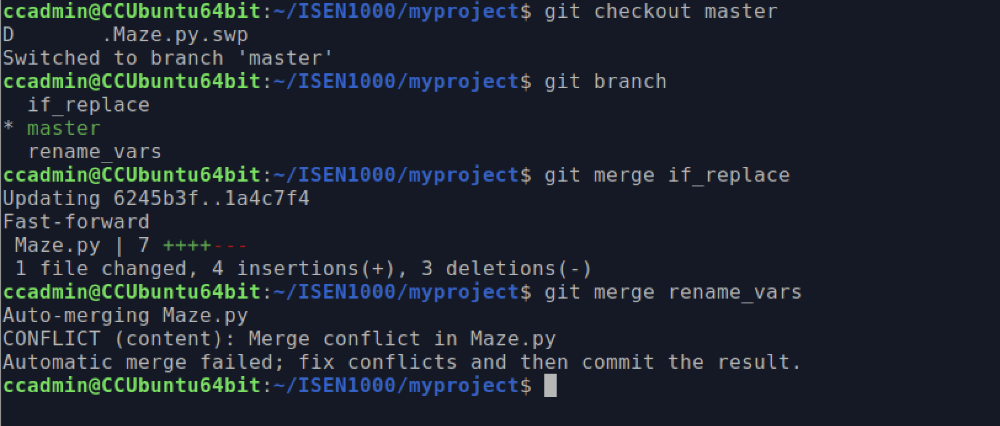 ccadmin@CCUbuntu64bit:~/ISEN1000/myproject$ git checkout master
D       .Maze.py.swp
Switched to branch 'master'
ccadmin@CCUbuntu64bit:~/ISEN1000/myproject$ git branch
  if_replace
* master
  rename_vars
ccadmin@CCUbuntu64bit:~/ISEN1000/myproject$ git merge if_replace
Updating 6245b3f..1a4c7f4
Fast-forward
 Maze.py | 7 ++++---
 1 file changed, 4 insertions(+), 3 deletions(-)
ccadmin@CCUbuntu64bit:~/ISEN1000/myproject$ git merge rename_vars
Auto-merging Maze.py
CONFLICT (content): Merge conflict in Maze.py
Automatic merge failed; fix conflicts and then commit the result.
ccadmin@CCUbuntu64bit:~/ISEN1000/myproject$